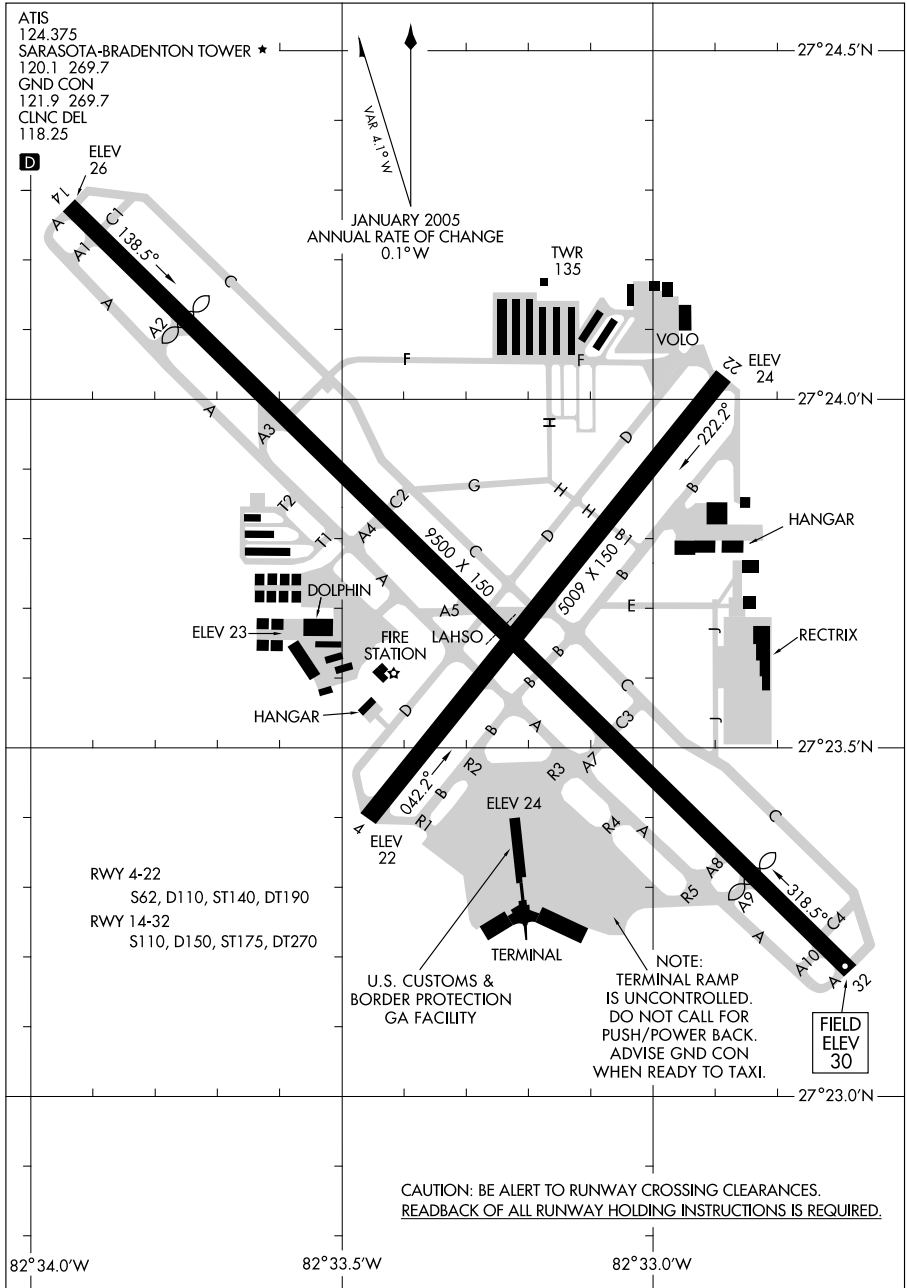 ATIS
124.375
SARASOTA-BRADENTON TOWER ★
120.1 269.7
GND CON
121.9 269.7
CLNC DEL
118.25
D
27°24.5'N
VAR 4.1° W
JANUARY 2005
ANNUAL RATE OF CHANGE
0.1° W
ELEV
26
14
A
A1
C1
138.5°
A
A2
C
TWR
135
VOLO
F
F
22
ELEV
24
27°24.0'N
222.2°
A
A3
H
D
B
G
H
H
T2
T1
A4
C2
C
D
B1
B
HANGAR
9500 X 150
5009 X 150
A
A5
E
DOLPHIN
ELEV 23
LAHSO
FIRE
STATION
J
RECTRIX
HANGAR
D
B
B
C
B
A
C3
J
27°23.5'N
042.2°
B
R1
R2
R3
A7
4
ELEV
22
ELEV 24
R4
A
C
A8
A9
R5
318.5°
C4
A
A10
A
32
RWY 4-22
S62, D110, ST140, DT190
RWY 14-32
S110, D150, ST175, DT270
TERMINAL
U.S. CUSTOMS &
BORDER PROTECTION
GA FACILITY
NOTE:
TERMINAL RAMP
IS UNCONTROLLED.
DO NOT CALL FOR
PUSH/POWER BACK.
ADVISE GND CON
WHEN READY TO TAXI.
FIELD
ELEV
30
27°23.0'N
CAUTION: BE ALERT TO RUNWAY CROSSING CLEARANCES.
READBACK OF ALL RUNWAY HOLDING INSTRUCTIONS IS REQUIRED.
82°34.0'W
82°33.5'W
82°33.0'W